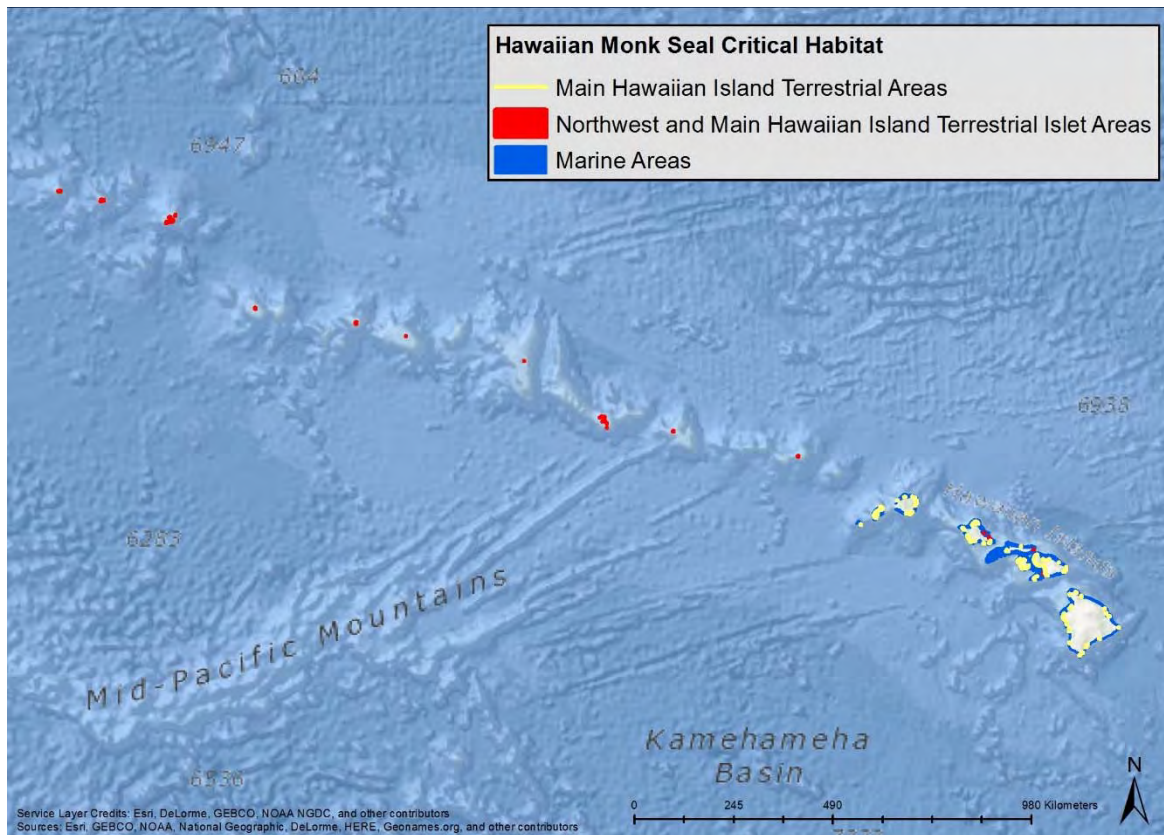 Hawaiian Monk Seal Critical Habitat
Main Hawaiian Island Terrestrial Areas
Northwest and Main Hawaiian Island Terrestrial Islet Areas
Marine Areas
664
6947
6938
6283
Mid-Pacific Mountains
Kamehameha
Basin
6936
N
0 245 490 980 Kilometers
Service Layer Credits: Esri, DeLorme, GEBCO, NOAA NGDC, and other contributors
Sources: Esri, GEBCO, NOAA, National Geographic, DeLorme, HERE, Geonames.org, and other contributors